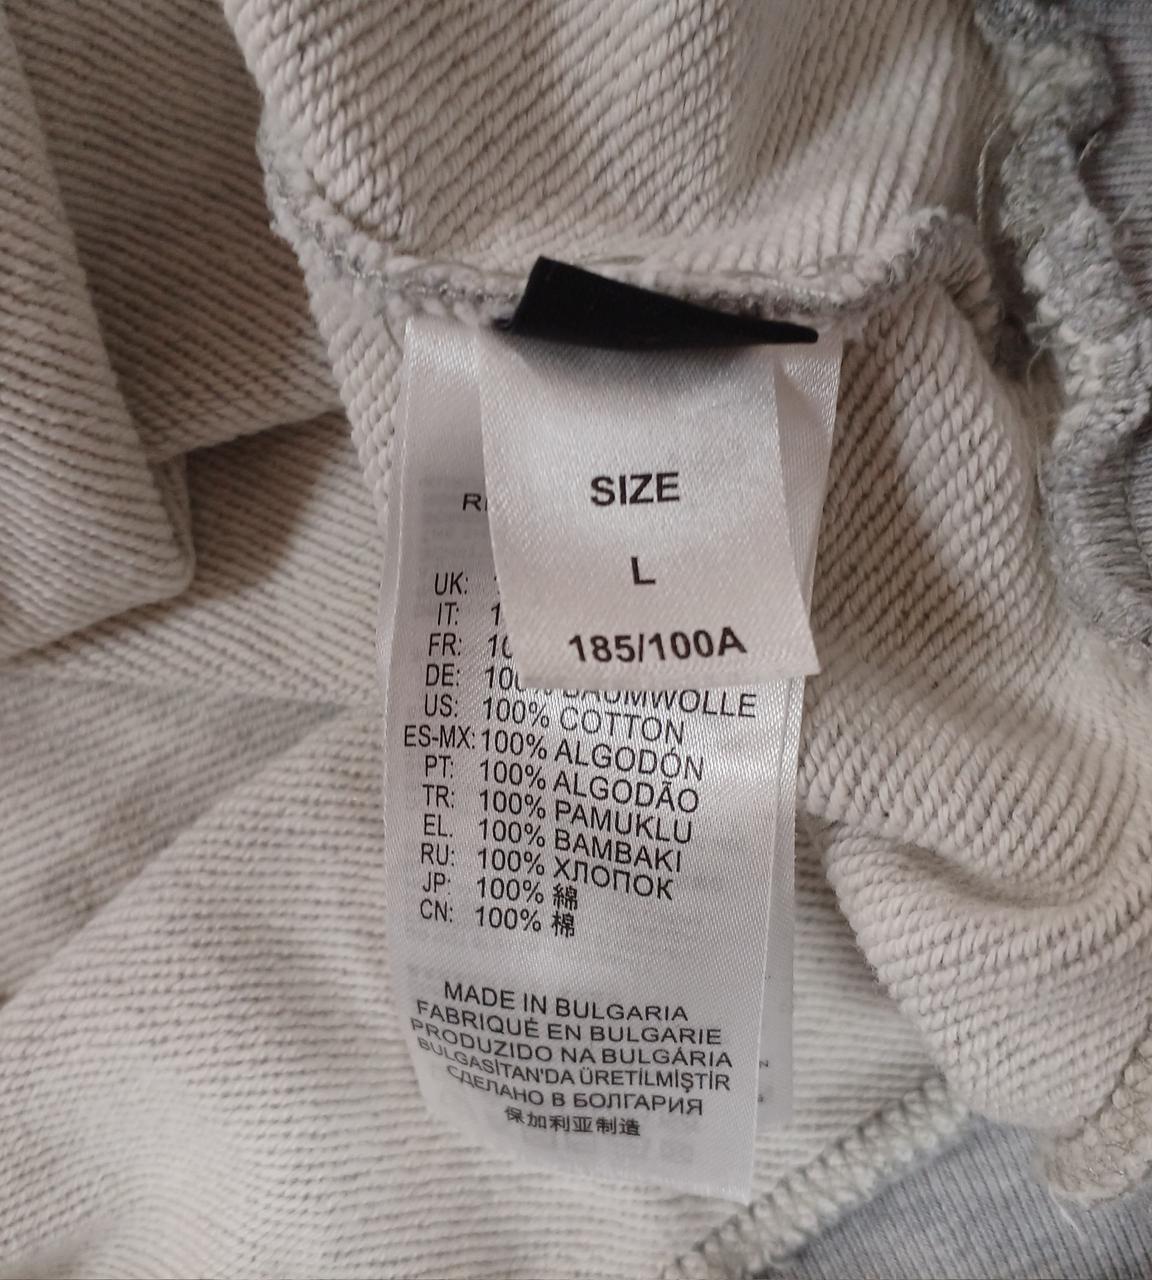 SIZE
L
185/100A
UK:
IT:
FR:
DE: BAUMWOLLE
US: 100% COTTON
ES-MX: 100% ALGODÓN
PT: 100% ALGODÃO
TR: 100% PAMUKLU
EL. 100% BAMBAKI
RU: 100% ХЛОПОК
JP: 100% 綿
CN: 100% 棉
MADE IN BULGARIA
FABRIQUÉ EN BULGARIE
PRODUZIDO NA BULGÁRIA
BULGASİTAN'DA ÜRETİLMİŞTİR
СДЕЛАНО В БОЛГАРИЯ
保加利亚制造